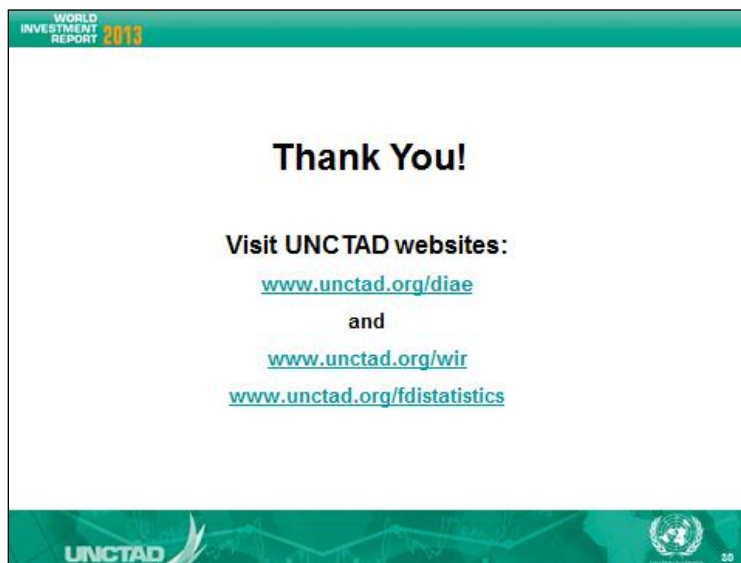 WORLD
INVESTMENT
REPORT 2013
Thank You!
Visit UNCTAD websites:
www.unctad.org/diae
and
www.unctad.org/wir
www.unctad.org/fdistatistics
UNCTAD
30